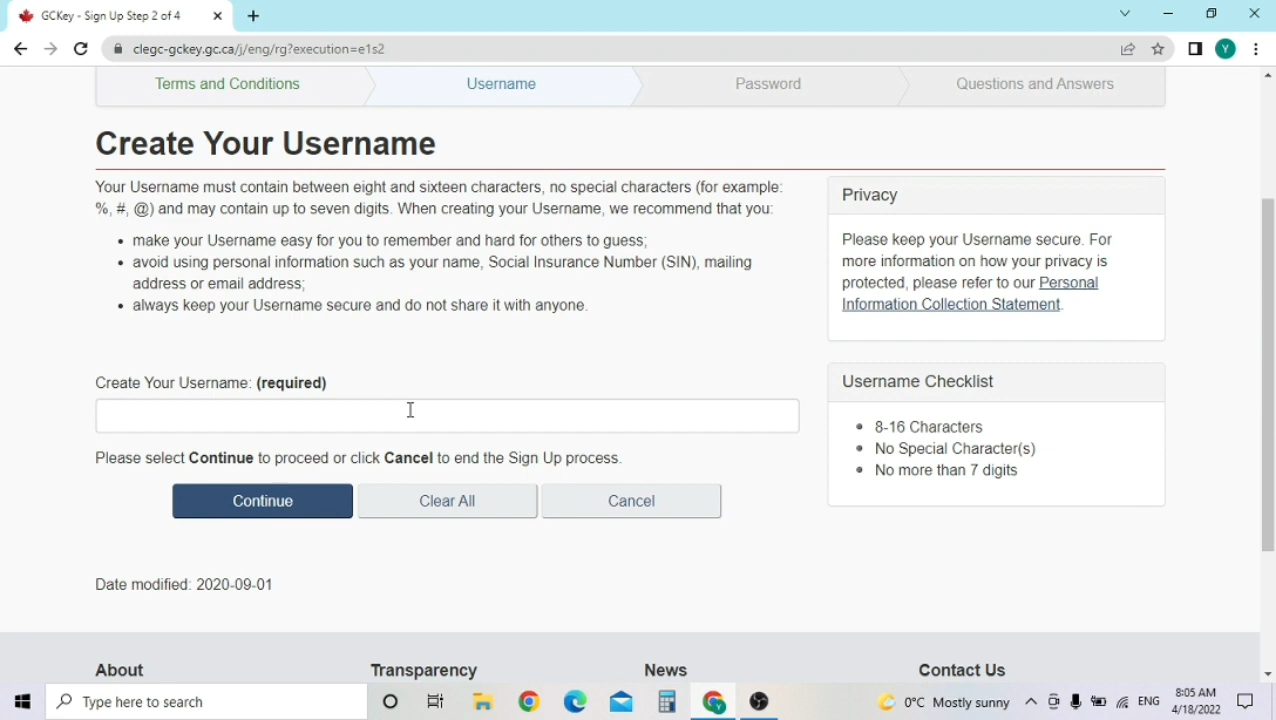 GCKey - Sign Up Step 2 of 4
clegc-gckey.gc.ca/j/eng/rg?execution=e1s2
Y
Terms and Conditions
Username
Password
Questions and Answers
Create Your Username
Your Username must contain between eight and sixteen characters, no special characters (for example:
%, #, @) and may contain up to seven digits. When creating your Username, we recommend that you:
make your Username easy for you to remember and hard for others to guess;
avoid using personal information such as your name, Social Insurance Number (SIN), mailing
address or email address;
always keep your Username secure and do not share it with anyone.
Privacy
Please keep your Username secure. For
more information on how your privacy is
protected, please refer to our Personal
Information Collection Statement.
Create Your Username: (required)
Please select Continue to proceed or click Cancel to end the Sign Up process.
Continue
Clear All
Cancel
Username Checklist
8-16 Characters
No Special Character(s)
No more than 7 digits
Date modified: 2020-09-01
About
Transparency
News
Contact Us
Type here to search
0°C Mostly sunny
ENG
8:05 AM
4/18/2022